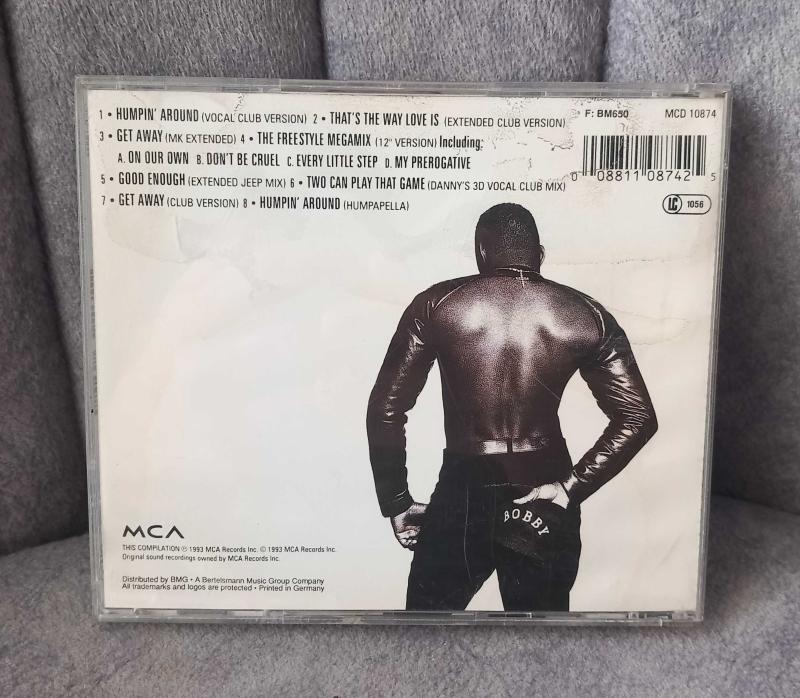 1 • HUMPIN' AROUND (VOCAL CLUB VERSION) 2 • THAT'S THE WAY LOVE IS (EXTENDED CLUB VERSION)
3 • GET AWAY (MK EXTENDED) 4 • THE FREESTYLE MEGAMIX (12" VERSION) Including:
A. ON OUR OWN B. DON'T BE CRUEL C. EVERY LITTLE STEP D. MY PREROGATIVE
5 • GOOD ENOUGH (EXTENDED JEEP MIX) 6 • TWO CAN PLAY THAT GAME (DANNY'S 3D VOCAL CLUB MIX)
7 • GET AWAY (CLUB VERSION) 8 • HUMPIN' AROUND (HUMPAPELLA)
F: BM650 MCD 10874
0 08811 08742 5
LC 1056
BOBBY
MCA
THIS COMPILATION ℗ 1993 MCA Records Inc. © 1993 MCA Records Inc.
Original sound recordings owned by MCA Records Inc.
Distributed by BMG • A Bertelsmann Music Group Company
All trademarks and logos are protected • Printed in Germany